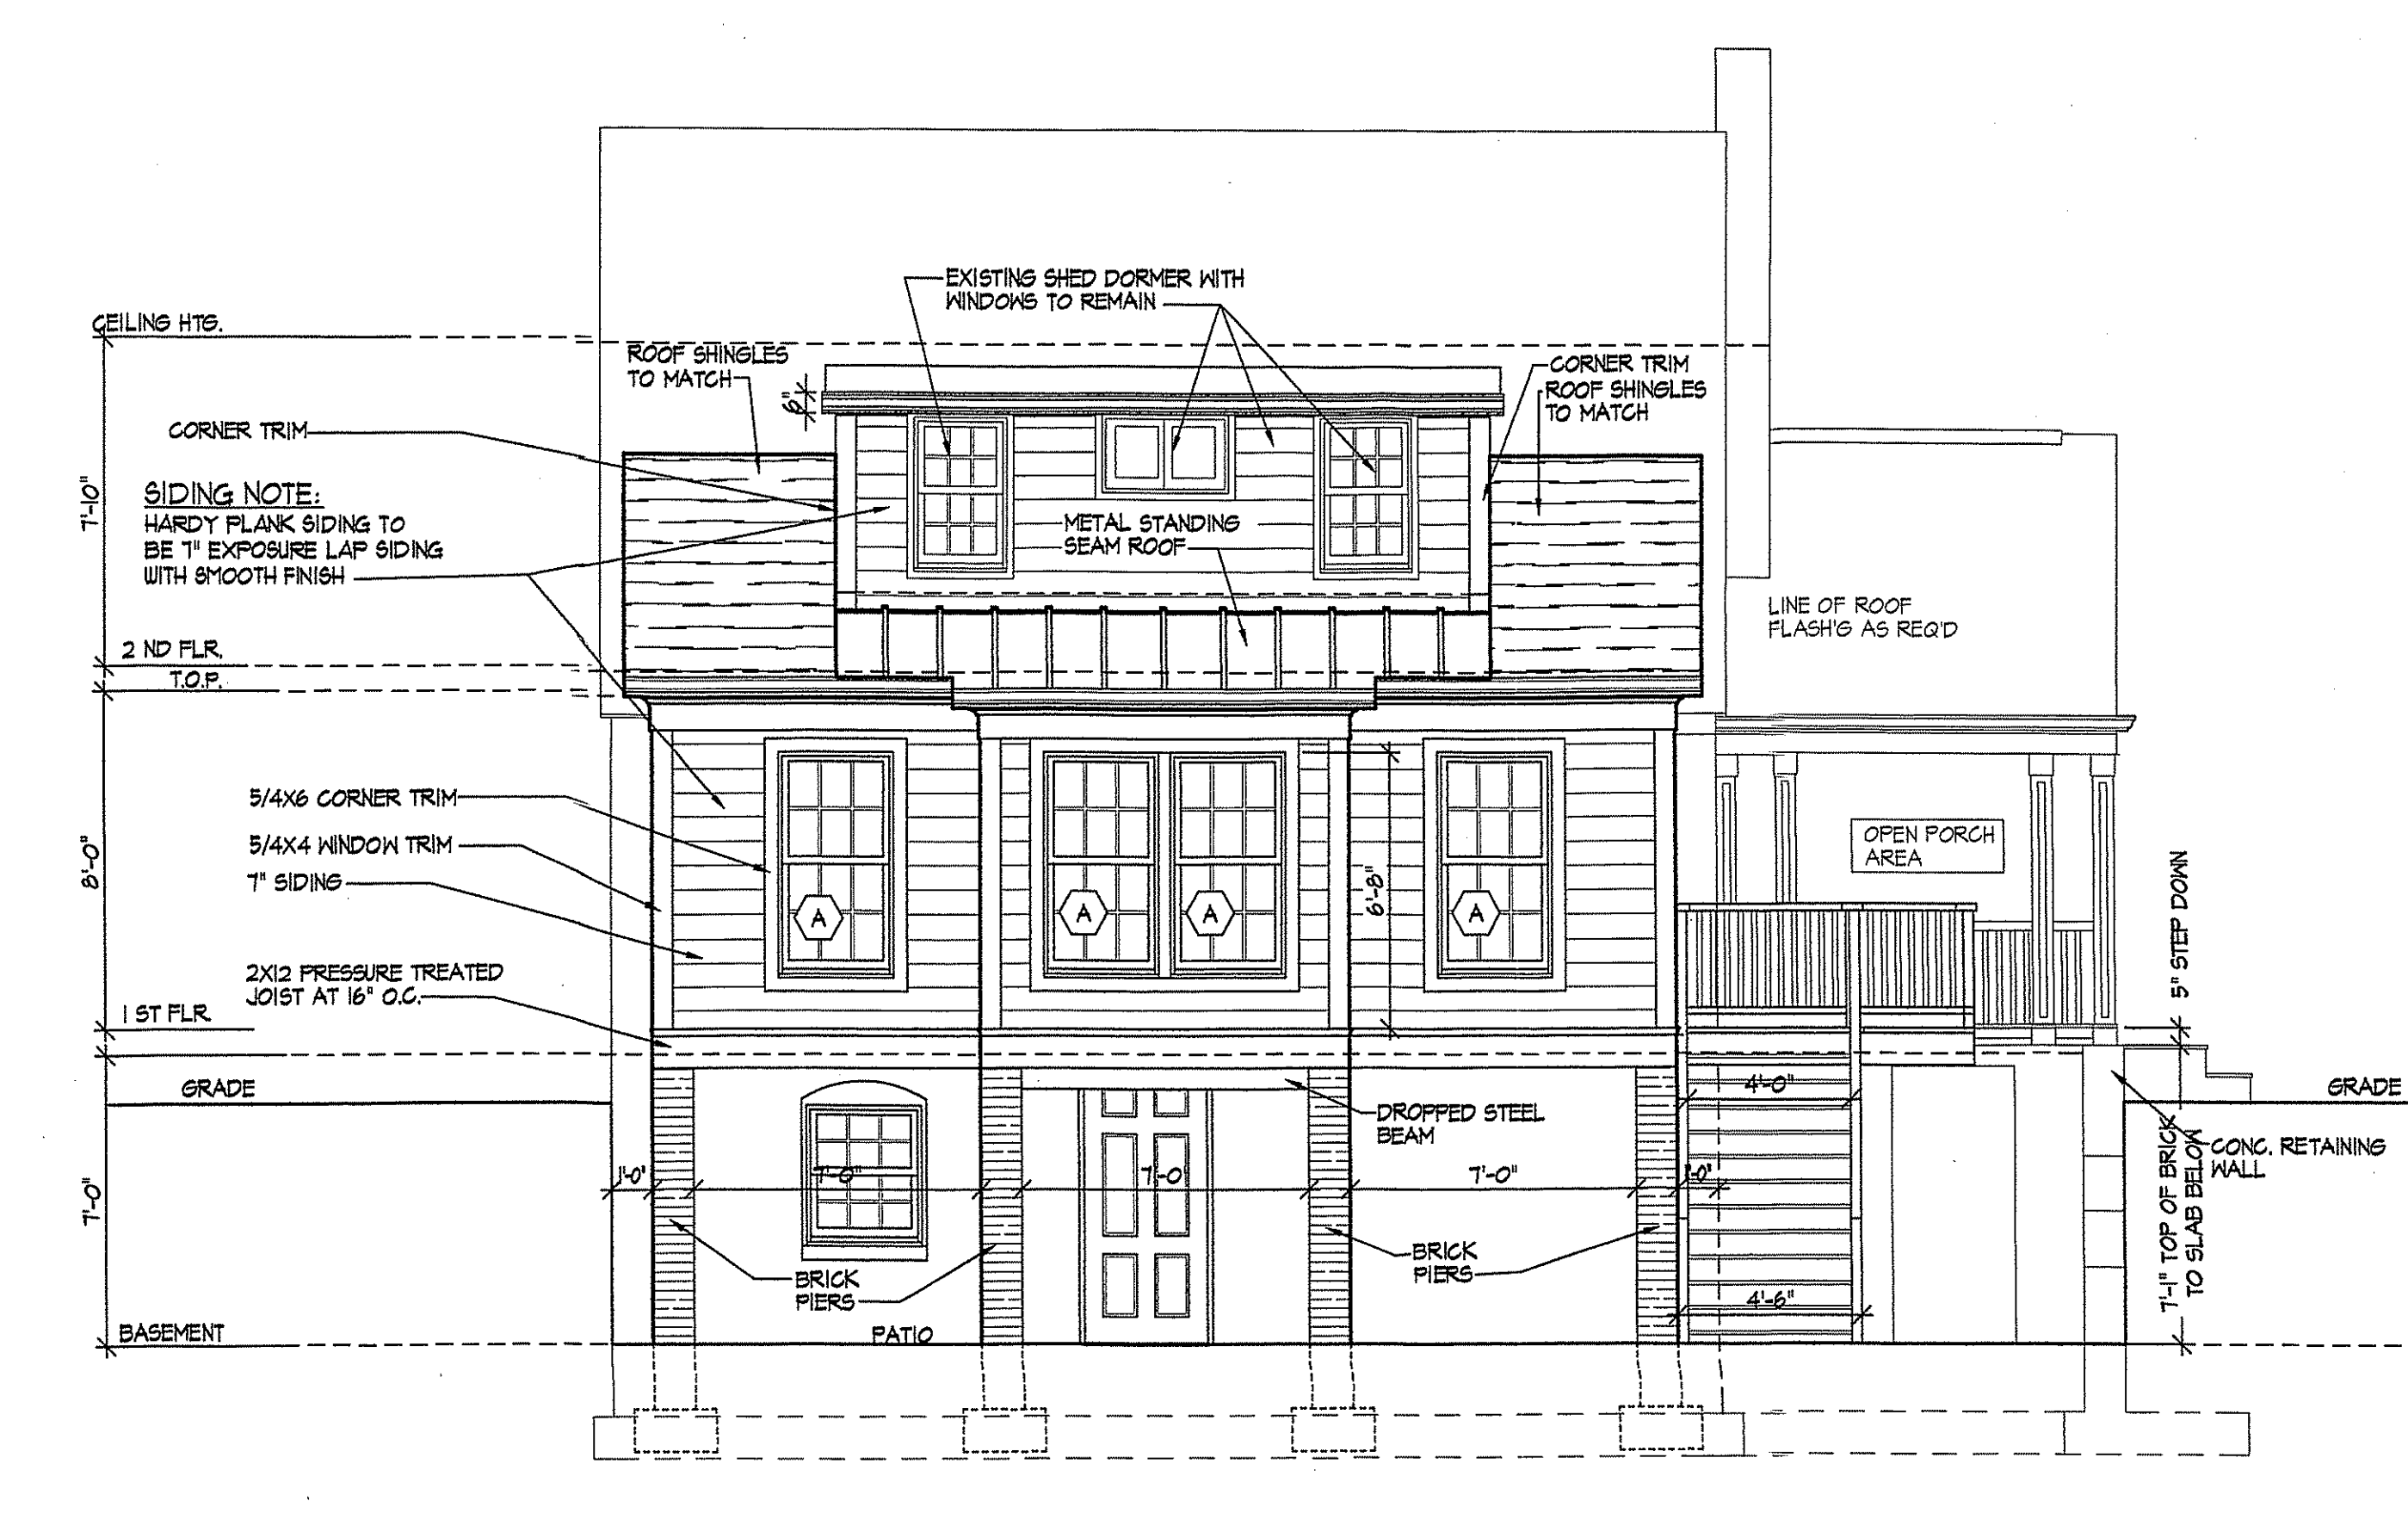 EXISTING SHED DORMER WITH
WINDOWS TO REMAIN
CEILING HTG.
ROOF SHINGLES
TO MATCH
CORNER TRIM
ROOF SHINGLES
TO MATCH
6"
CORNER TRIM
7'-10"
SIDING NOTE:
HARDY PLANK SIDING TO
BE 7" EXPOSURE LAP SIDING
WITH SMOOTH FINISH
METAL STANDING
SEAM ROOF
LINE OF ROOF
FLASH'G AS REQ'D
2 ND FLR.
T.O.P.
5/4X6 CORNER TRIM
5/4X4 WINDOW TRIM
7" SIDING
8'-0"
OPEN PORCH
AREA
6'-8"
A
A
A
A
5" STEP DOWN
2X12 PRESSURE TREATED
JOIST AT 16" O.C.
1 ST FLR.
GRADE
4'-0"
GRADE
DROPPED STEEL
BEAM
CONC. RETAINING
WALL
7'-0"
1'-0"
7'-0"
7'-0
7'-0"
1'-0"
7'-1" TOP OF BRICK
TO SLAB BELOW
BRICK
PIERS
BRICK
PIERS
4'-6"
BASEMENT
PATIO